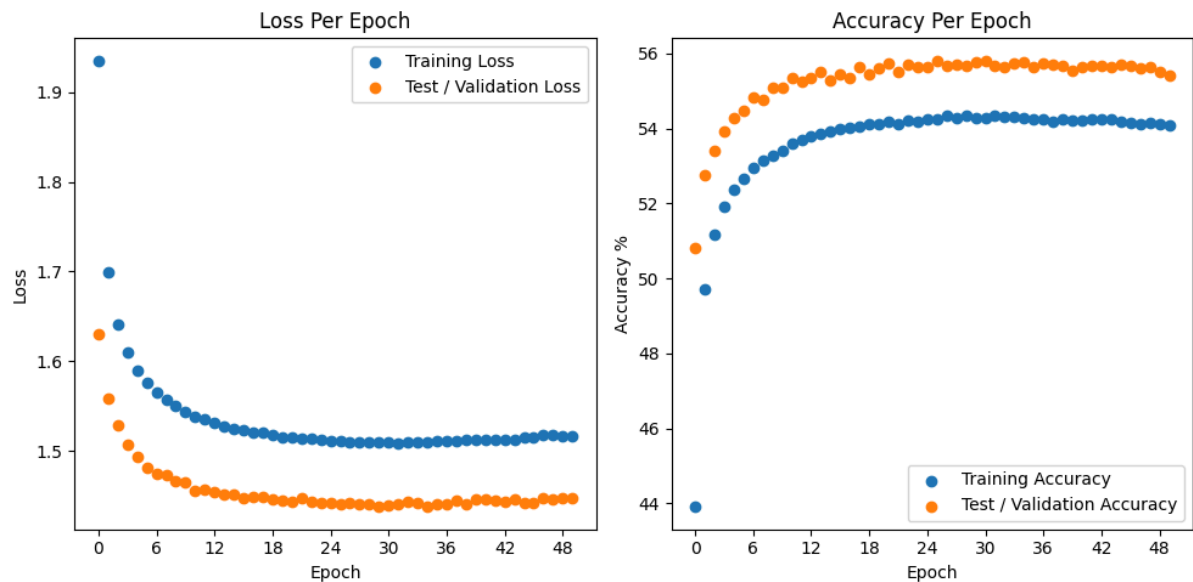 Loss Per Epoch
Training Loss
Test / Validation Loss
1.9
1.8
1.7
1.6
1.5
Loss
0 6 12 18 24 30 36 42 48
Epoch
Accuracy Per Epoch
56
54
52
50
48
46
44
Accuracy %
Training Accuracy
Test / Validation Accuracy
0 6 12 18 24 30 36 42 48
Epoch